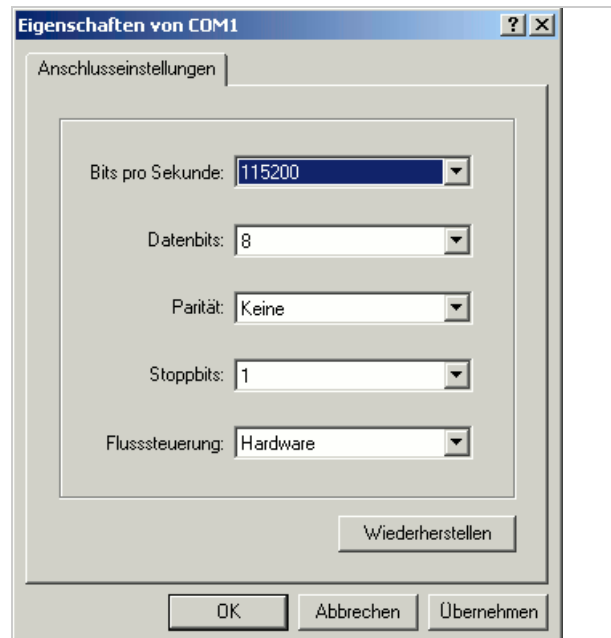 Eigenschaften von COM1
Anschlusseinstellungen
Bits pro Sekunde: 115200
Datenbits: 8
Parität: Keine
Stoppbits: 1
Flusssteuerung: Hardware
Wiederherstellen
OK Abbrechen Übernehmen